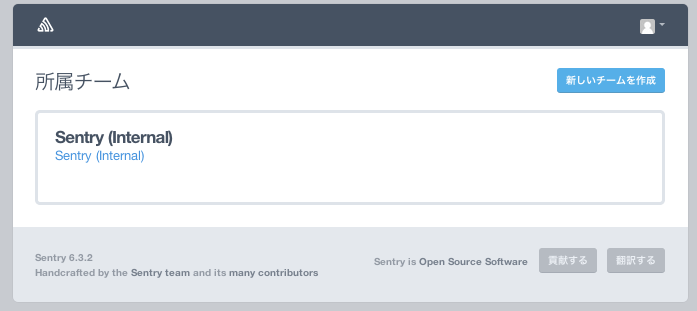 所属チーム
新しいチームを作成
Sentry (Internal)
Sentry (Internal)
Sentry 6.3.2
Handcrafted by the Sentry team and its many contributors
Sentry is Open Source Software
貢献する
翻訳する